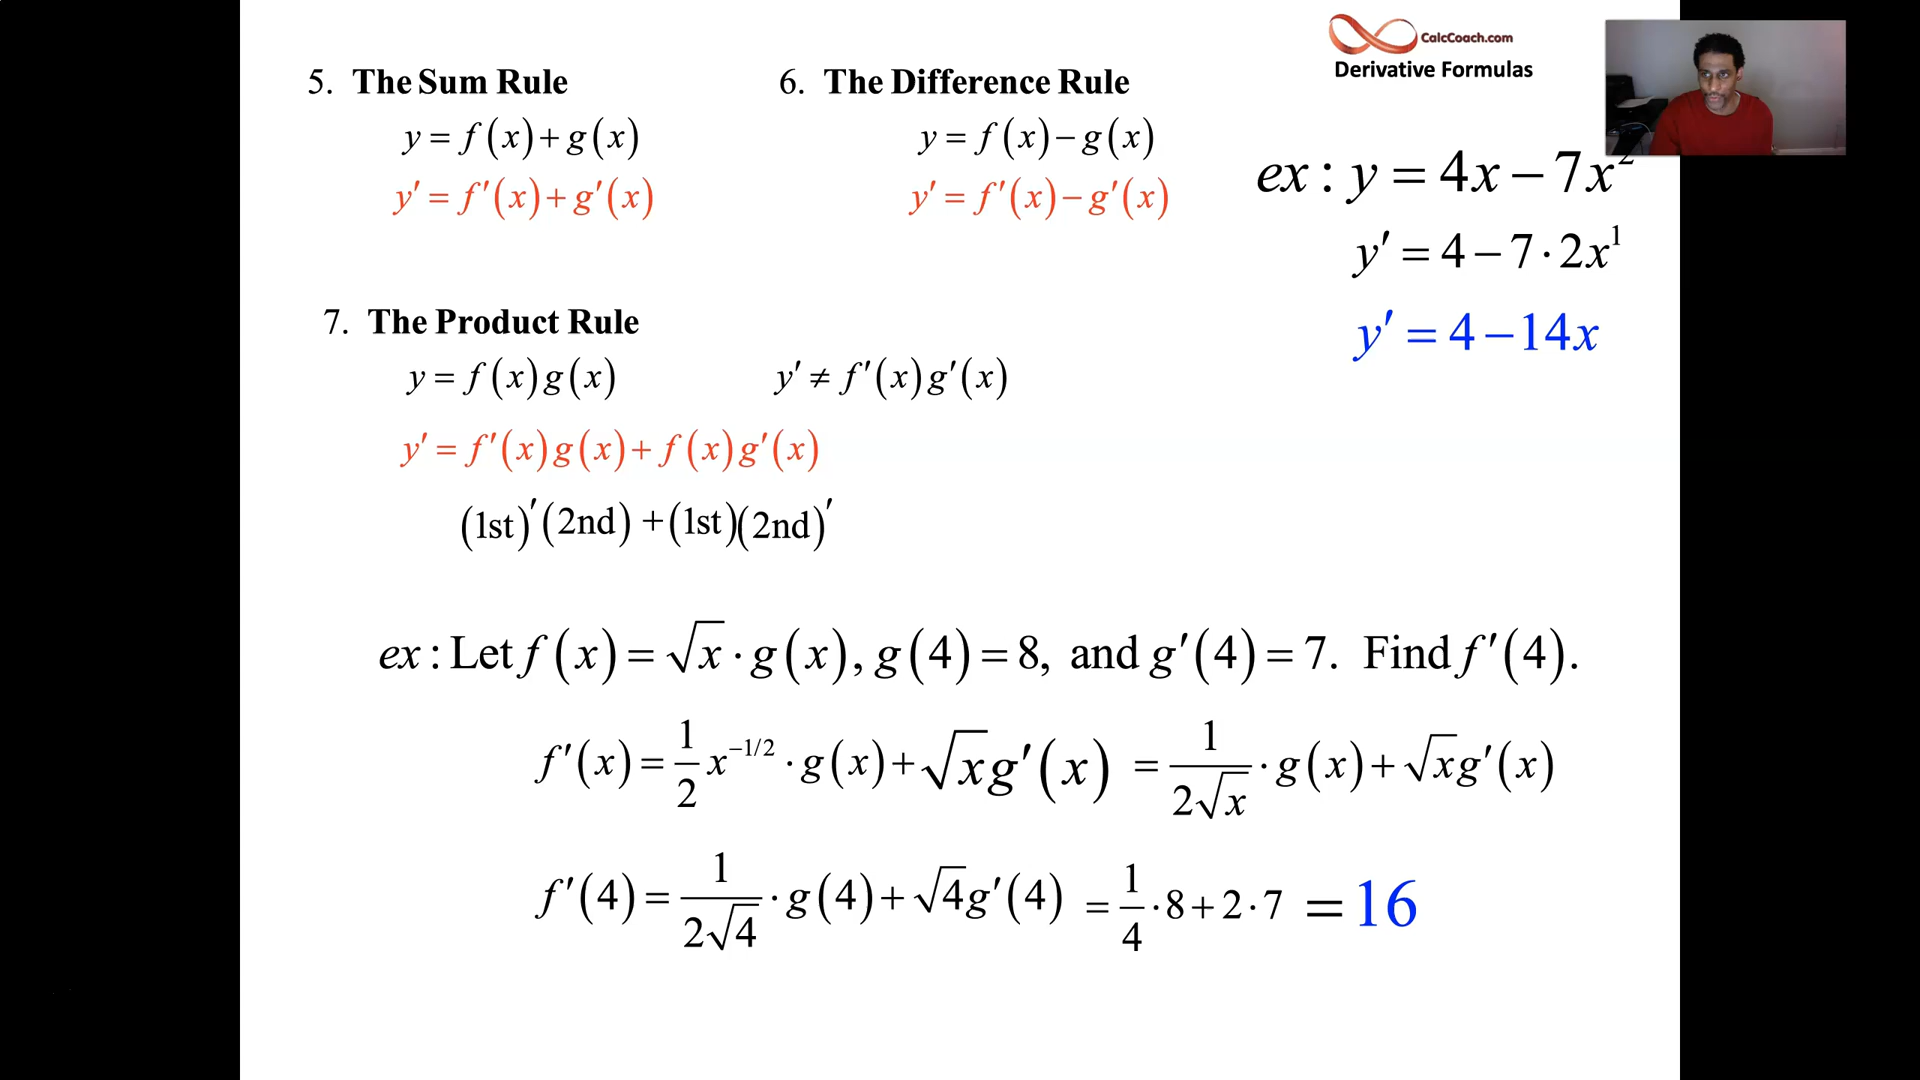 CalcCoach.com
Derivative Formulas
5. The Sum Rule
y = f(x) + g(x)
y′ = f′(x) + g′(x)
6. The Difference Rule
y = f(x) − g(x)
y′ = f′(x) − g′(x)
ex: y = 4x − 7x²
y′ = 4 − 7 · 2x¹
y′ = 4 − 14x
7. The Product Rule
y = f(x)g(x)
y′ ≠ f′(x)g′(x)
y′ = f′(x)g(x) + f(x)g′(x)
(1st)′(2nd) + (1st)(2nd)′
ex: Let f(x) = √x · g(x), g(4) = 8, and g′(4) = 7. Find f′(4).
f′(x) = 1/2 x^(−1/2) · g(x) + √x g′(x) = 1/(2√x) · g(x) + √x g′(x)
f′(4) = 1/(2√4) · g(4) + √4 g′(4) = 1/4 · 8 + 2 · 7 = 16